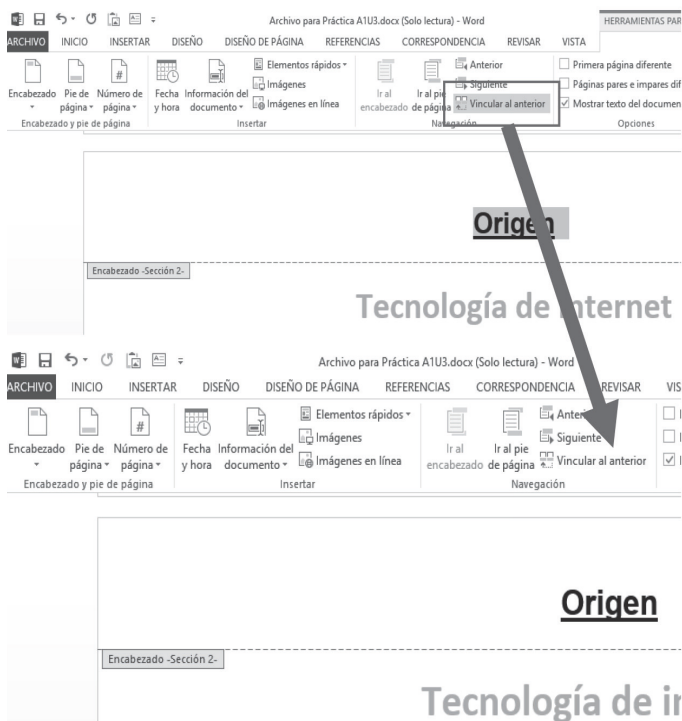 Archivo para Práctica A1U3.docx (Solo lectura) - Word HERRAMIENTAS PAR
ARCHIVO INICIO INSERTAR DISEÑO DISEÑO DE PÁGINA REFERENCIAS CORRESPONDENCIA REVISAR VISTA
Elementos rápidos Anterior Primera página diferente
# Imágenes Siguiente Páginas pares e impares dif
Encabezado Pie de Número de Fecha Información del Imágenes en línea Ir al Ir al pie Vincular al anterior Mostrar texto del documen
página página y hora documento encabezado de página
Encabezado y pie de página Insertar Navegación Opciones
Origen
Encabezado -Sección 2-
Tecnología de internet
Archivo para Práctica A1U3.docx (Solo lectura) - Word
ARCHIVO INICIO INSERTAR DISEÑO DISEÑO DE PÁGINA REFERENCIAS CORRESPONDENCIA REVISAR VIS
Elementos rápidos
# Imágenes Siguiente
Encabezado Pie de Número de Fecha Información del Imágenes en línea Ir al Ir al pie Vincular al anterior
página página y hora documento encabezado de página
Encabezado y pie de página Insertar Navegación
Origen
Encabezado -Sección 2-
Tecnología de in